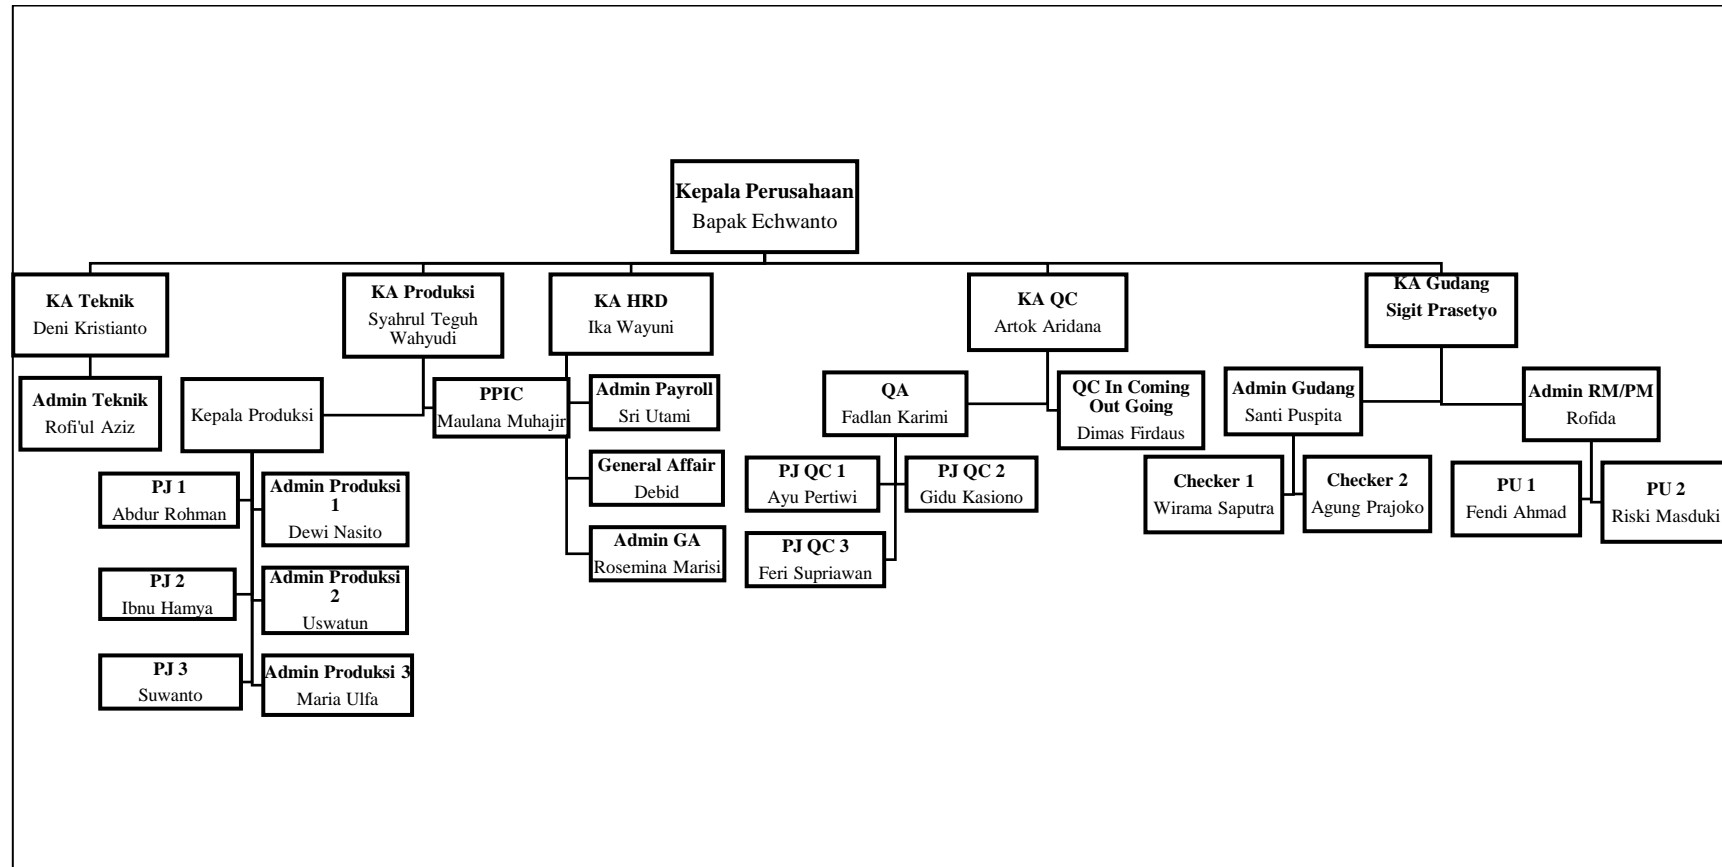 Kepala Perusahaan
Bapak Echwanto
KA Teknik
Deni Kristianto
KA Produksi
Syahrul Teguh
Wahyudi
KA HRD
Ika Wayuni
KA QC
Artok Aridana
KA Gudang
Sigit Prasetyo
Admin Teknik
Rofi'ul Aziz
Kepala Produksi
PPIC
Maulana Muhajir
Admin Payroll
Sri Utami
QA
Fadlan Karimi
QC In Coming
Out Going
Dimas Firdaus
Admin Gudang
Santi Puspita
Admin RM/PM
Rofida
PJ 1
Abdur Rohman
Admin Produksi
1
Dewi Nasito
General Affair
Debid
PJ QC 1
Ayu Pertiwi
PJ QC 2
Gidu Kasiono
Checker 1
Wirama Saputra
Checker 2
Agung Prajoko
PU 1
Fendi Ahmad
PU 2
Riski Masduki
PJ 2
Ibnu Hamya
Admin Produksi
2
Uswatun
Admin GA
Rosemina Marisi
PJ QC 3
Feri Supriawan
PJ 3
Suwanto
Admin Produksi 3
Maria Ulfa